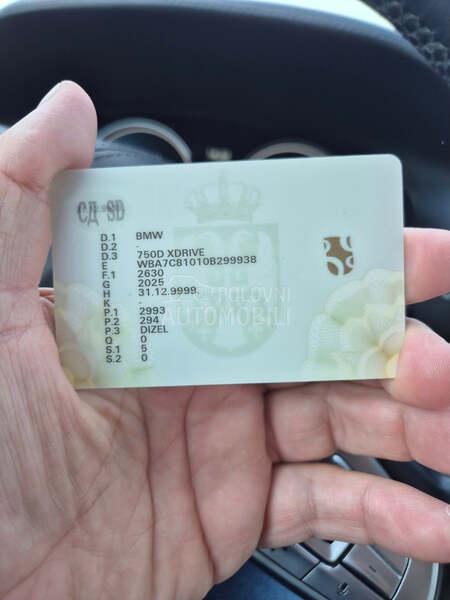 СД SD
D.1 BMW
D.2 -
D.3 750D XDRIVE
E WBA7C81010B299938
F.1 2630
G 2025
H 31.12.9999.
K -
P.1 2993
P.2 294
P.3 DIZEL
Q 0
S.1 5
S.2 0
POLOVNI
AUTOMOBILI